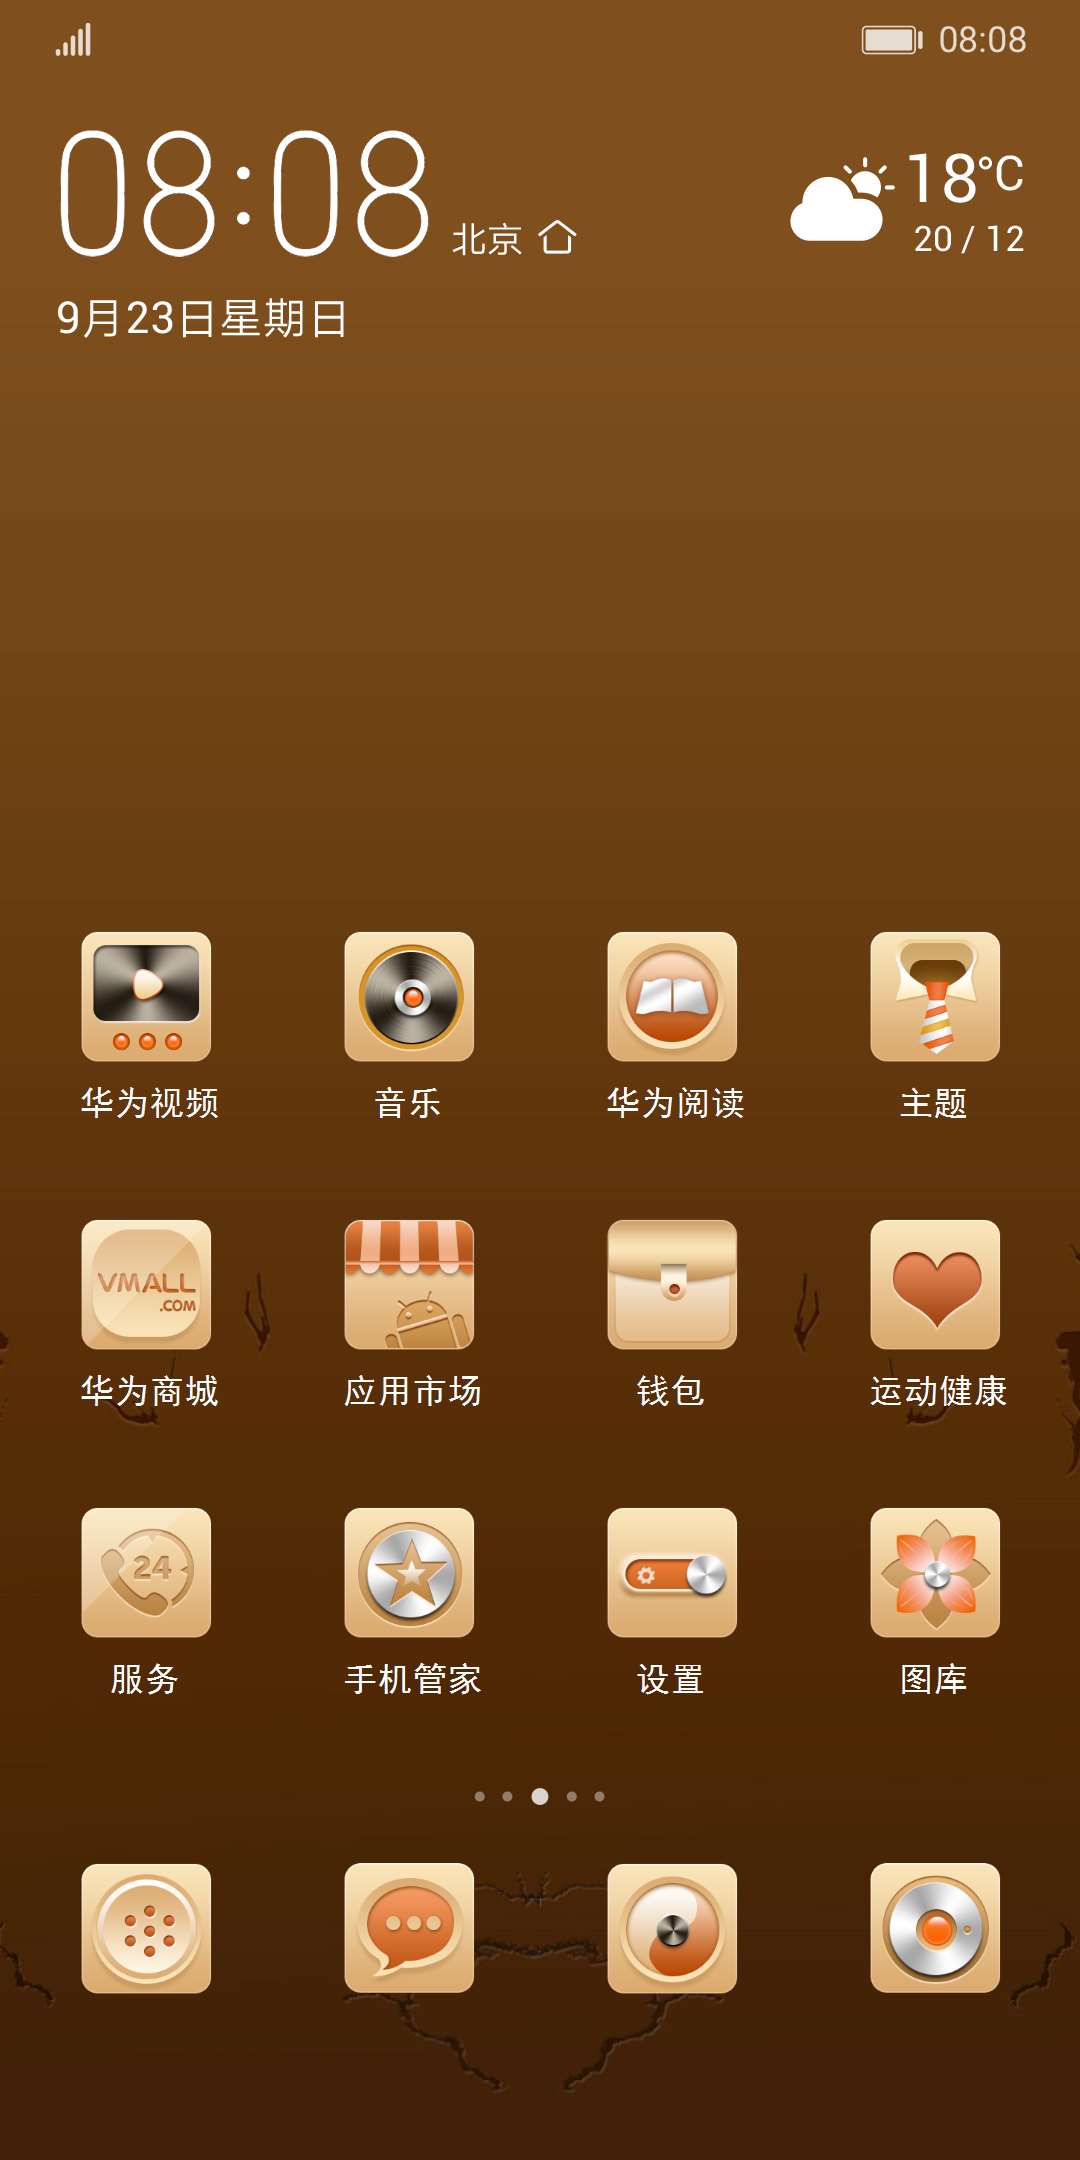 08:08
08:08
北京
18°C
20 / 12
9月23日星期日
华为视频
音乐
华为阅读
主题
VMALL
.COM
华为商城
应用市场
钱包
运动健康
24
服务
手机管家
设置
图库